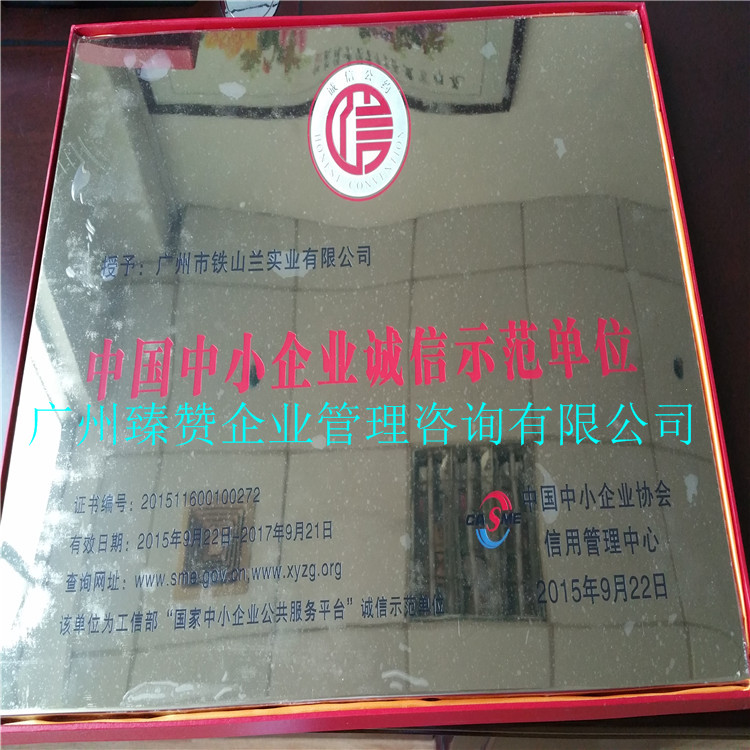 诚信公约
信
HONEST CONVENTION
授予：广州市铁山兰实业有限公司
中国中小企业诚信示范单位
广州臻赞企业管理咨询有限公司
证书编号：201511600100272
有效日期：2015年9月22日-2017年9月21日
查询网址：www.sma.gov.cn,www.xyzg.org
该单位为工信部“国家中小企业公共服务平台”诚信示范单位
CASME
中国中小企业协会
信用管理中心
2015年9月22日